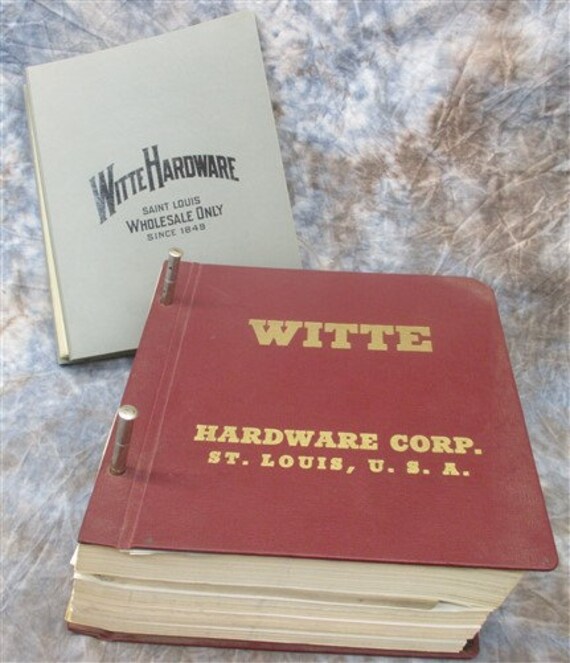 WITTE HARDWARE
SAINT LOUIS
WHOLESALE ONLY
SINCE 1849
WITTE
HARDWARE CORP.
ST. LOUIS, U. S. A.